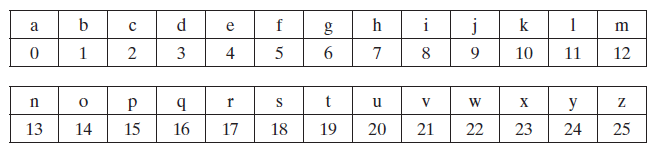 a b c d e f g h i j k l m
0 1 2 3 4 5 6 7 8 9 10 11 12
n o p q r s t u v w x y z
13 14 15 16 17 18 19 20 21 22 23 24 25